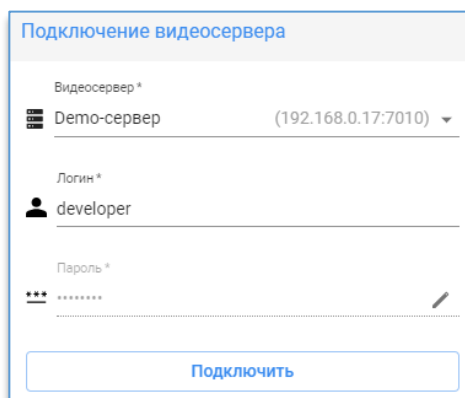 Подключение видеосервера
Видеосервер *
Demo-сервер (192.168.0.17:7010)
Логин *
developer
Пароль *
********
Подключить